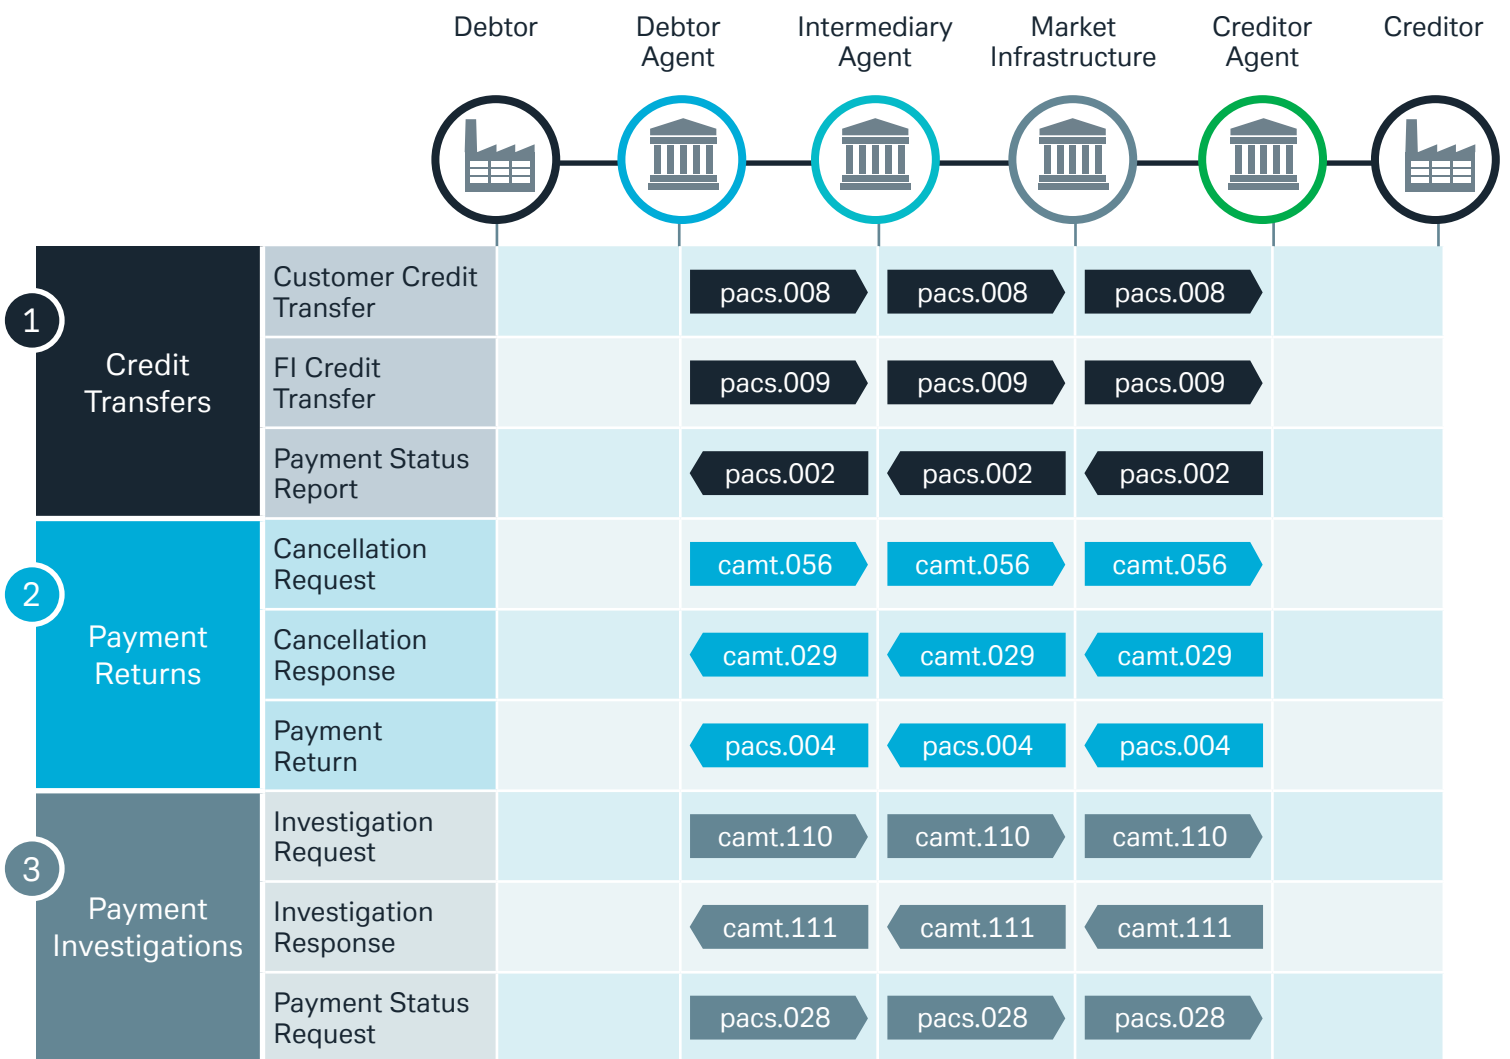 Debtor
Debtor
Agent
Intermediary
Agent
Market
Infrastructure
Creditor
Agent
Creditor
1
Credit
Transfers
Customer Credit
Transfer
pacs.008 pacs.008 pacs.008
FI Credit
Transfer
pacs.009 pacs.009 pacs.009
Payment Status
Report
pacs.002 pacs.002 pacs.002
2
Payment
Returns
Cancellation
Request
camt.056 camt.056 camt.056
Cancellation
Response
camt.029 camt.029 camt.029
Payment
Return
pacs.004 pacs.004 pacs.004
3
Payment
Investigations
Investigation
Request
camt.110 camt.110 camt.110
Investigation
Response
camt.111 camt.111 camt.111
Payment Status
Request
pacs.028 pacs.028 pacs.028